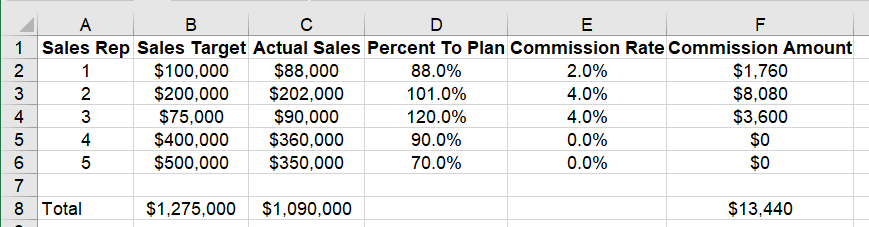 A B C D E F
1 Sales Rep Sales Target Actual Sales Percent To Plan Commission Rate Commission Amount
2 1 $100,000 $88,000 88.0% 2.0% $1,760
3 2 $200,000 $202,000 101.0% 4.0% $8,080
4 3 $75,000 $90,000 120.0% 4.0% $3,600
5 4 $400,000 $360,000 90.0% 0.0% $0
6 5 $500,000 $350,000 70.0% 0.0% $0
7
8 Total $1,275,000 $1,090,000 $13,440